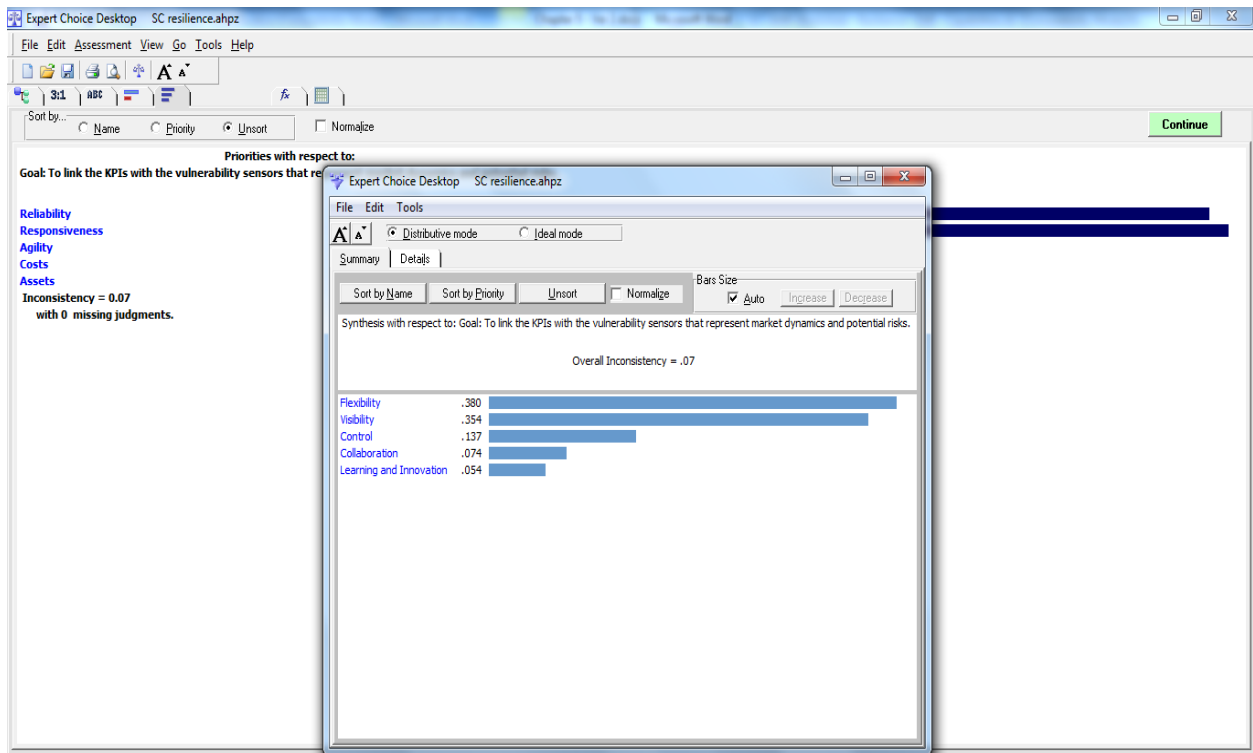 Expert Choice Desktop SC resilience.ahpz
File Edit Assessment View Go Tools Help
A A
3:1 ABC fx
Sort by...
Name Priority Unsort Normalize Continue
Priorities with respect to:
Goal: To link the KPIs with the vulnerability sensors that re
Reliability
Responsiveness
Agility
Costs
Assets
Inconsistency = 0.07
with 0 missing judgments.
Expert Choice Desktop SC resilience.ahpz
File Edit Tools
A A Distributive mode Ideal mode
Summary Details
Bars Size
Sort by Name Sort by Priority Unsort Normalize Auto Increase Decrease
Synthesis with respect to: Goal: To link the KPIs with the vulnerability sensors that represent market dynamics and potential risks.
Overall Inconsistency = .07
Flexibility .380
Visibility .354
Control .137
Collaboration .074
Learning and Innovation .054